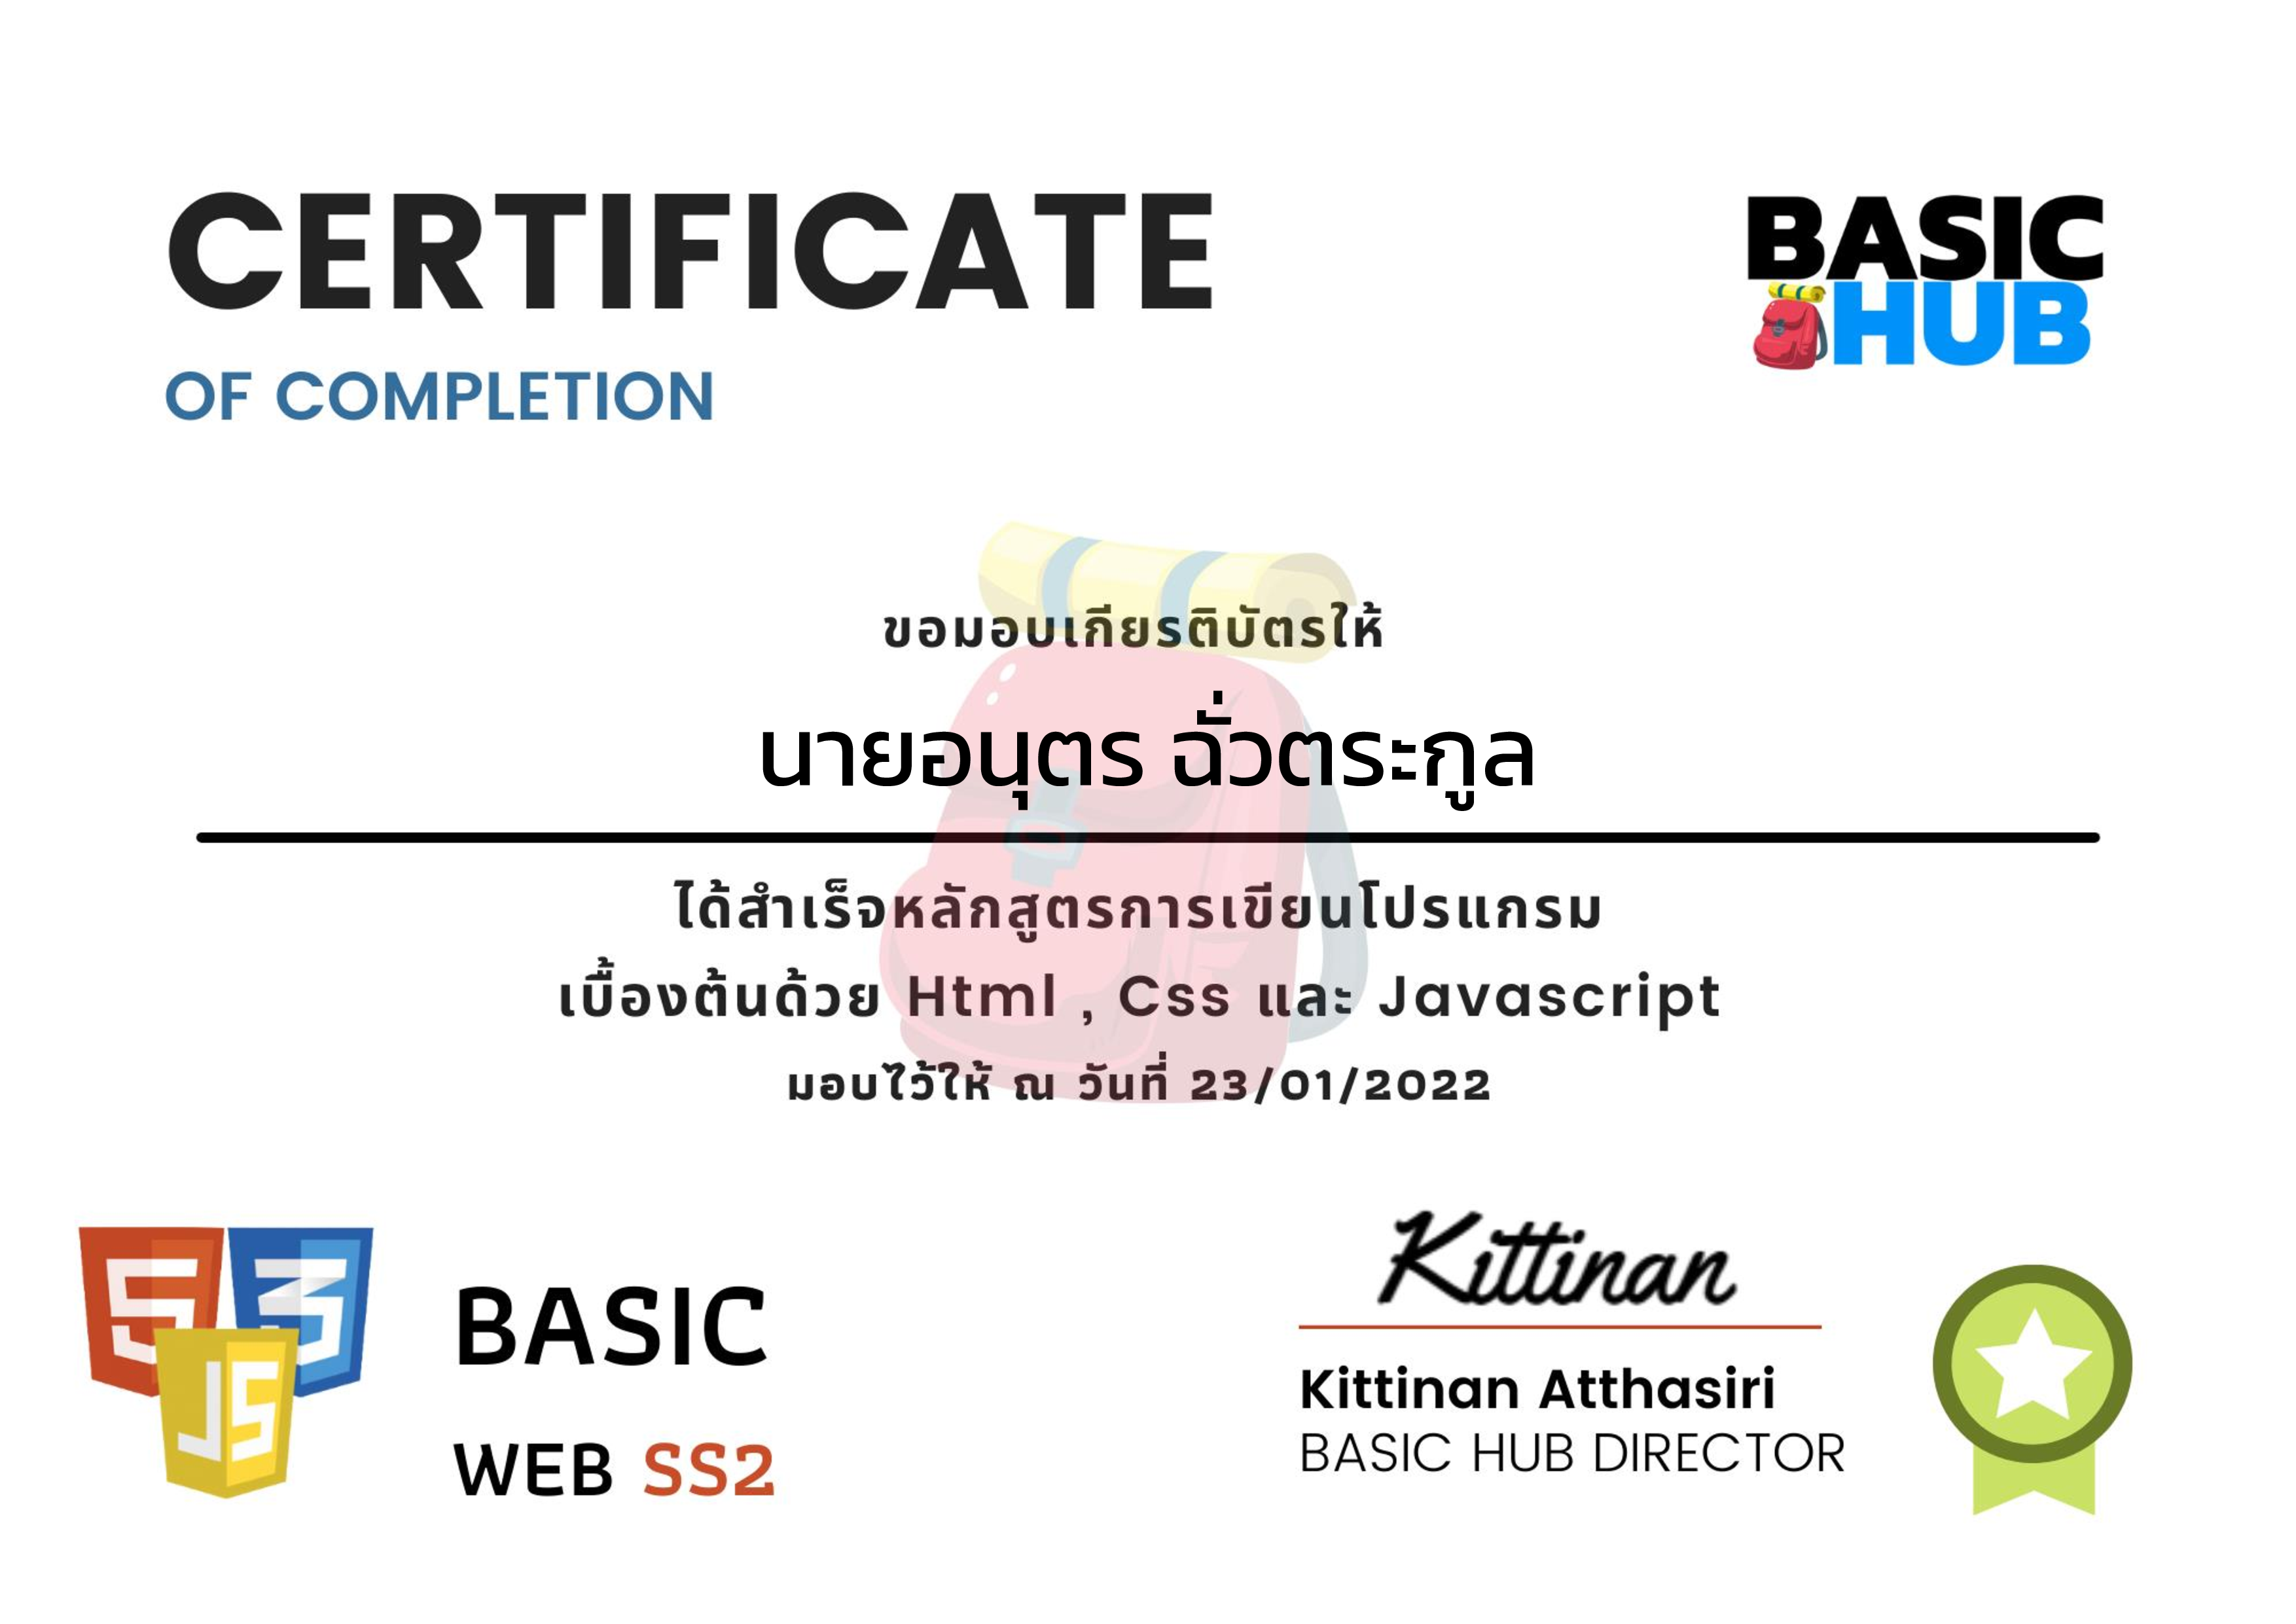 CERTIFICATE
OF COMPLETION
BASIC
HUB
ขอมอบเกียรติบัตรให้
นายอนุตร ฉั่วตระกูล
ได้สำเร็จหลักสูตรการเขียนโปรแกรม
เบื้องต้นด้วย Html , Css และ Javascript
มอบไว้ให้ ณ วันที่ 23/01/2022
5
3
JS
BASIC
WEB SS2
Kittinan
Kittinan Atthasiri
BASIC HUB DIRECTOR